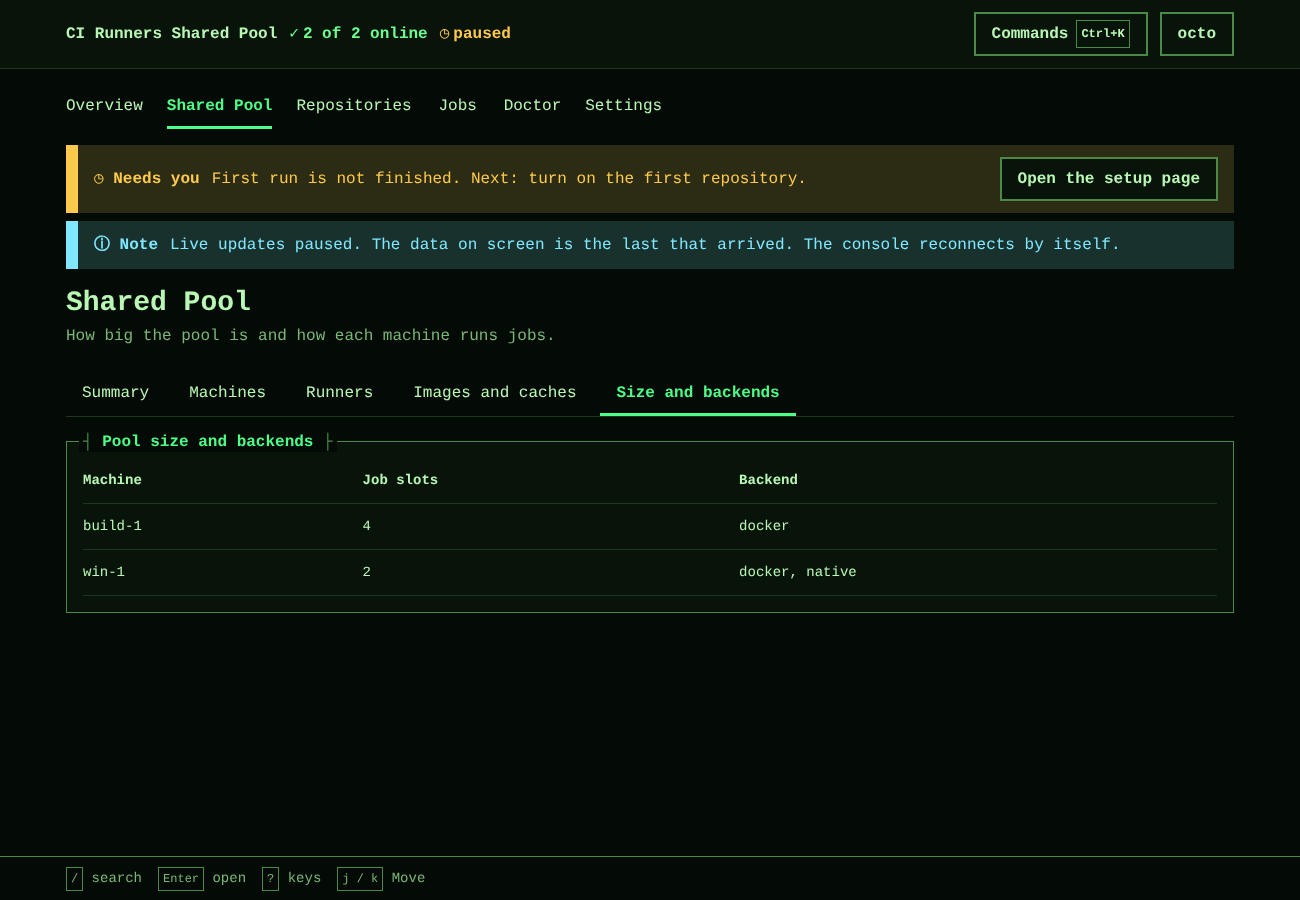 CI Runners Shared Pool ✓ 2 of 2 online ◷ paused
Commands Ctrl+K octo
Overview Shared Pool Repositories Jobs Doctor Settings
◷ Needs you First run is not finished. Next: turn on the first repository. Open the setup page
ⓘ Note Live updates paused. The data on screen is the last that arrived. The console reconnects by itself.
Shared Pool
How big the pool is and how each machine runs jobs.
Summary Machines Runners Images and caches Size and backends
┤ Pool size and backends ├
Machine Job slots Backend
build-1 4 docker
win-1 2 docker, native
/ search Enter open ? keys j / k Move